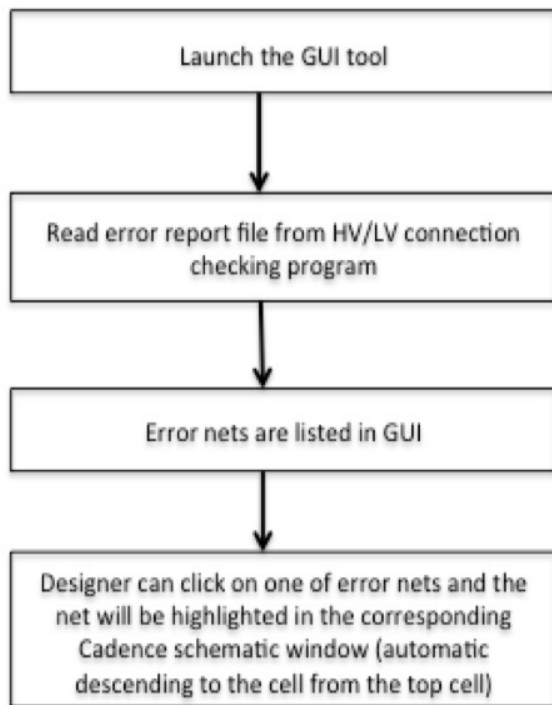 Launch the GUI tool
Read error report file from HV/LV connection
checking program
Error nets are listed in GUI
Designer can click on one of error nets and the
net will be highlighted in the corresponding
Cadence schematic window (automatic
descending to the cell from the top cell)